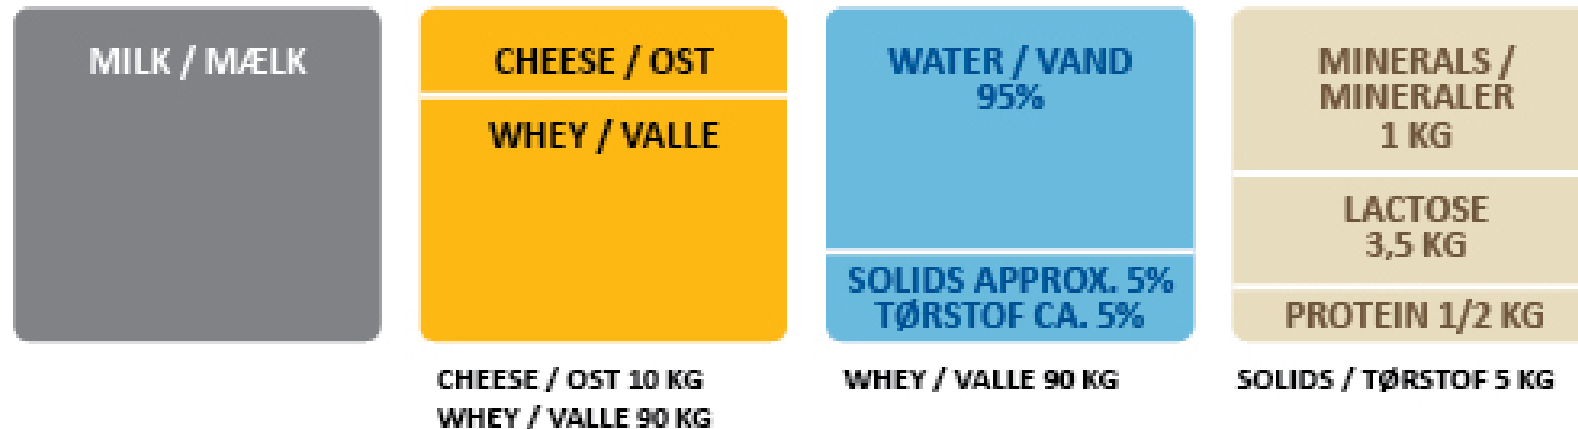 MILK / MÆLK
CHEESE / OST
WHEY / VALLE
CHEESE / OST 10 KG
WHEY / VALLE 90 KG
WATER / VAND
95%
SOLIDS APPROX. 5%
TØRSTOF CA. 5%
WHEY / VALLE 90 KG
MINERALS /
MINERALER
1 KG
LACTOSE
3,5 KG
PROTEIN 1/2 KG
SOLIDS / TØRSTOF 5 KG